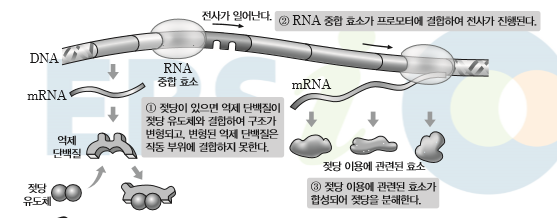 전사가 일어난다.
② RNA 중합 효소가 프로모터에 결합하여 전사가 진행된다.
DNA
RNA
중합 효소
mRNA
mRNA
① 젖당이 있으면 억제 단백질이
젖당 유도체와 결합하여 구조가
변형되고, 변형된 억제 단백질은
작동 부위에 결합하지 못한다.
억제
단백질
젖당 이용에 관련된 효소
젖당
유도체
③ 젖당 이용에 관련된 효소가
합성되어 젖당을 분해한다.